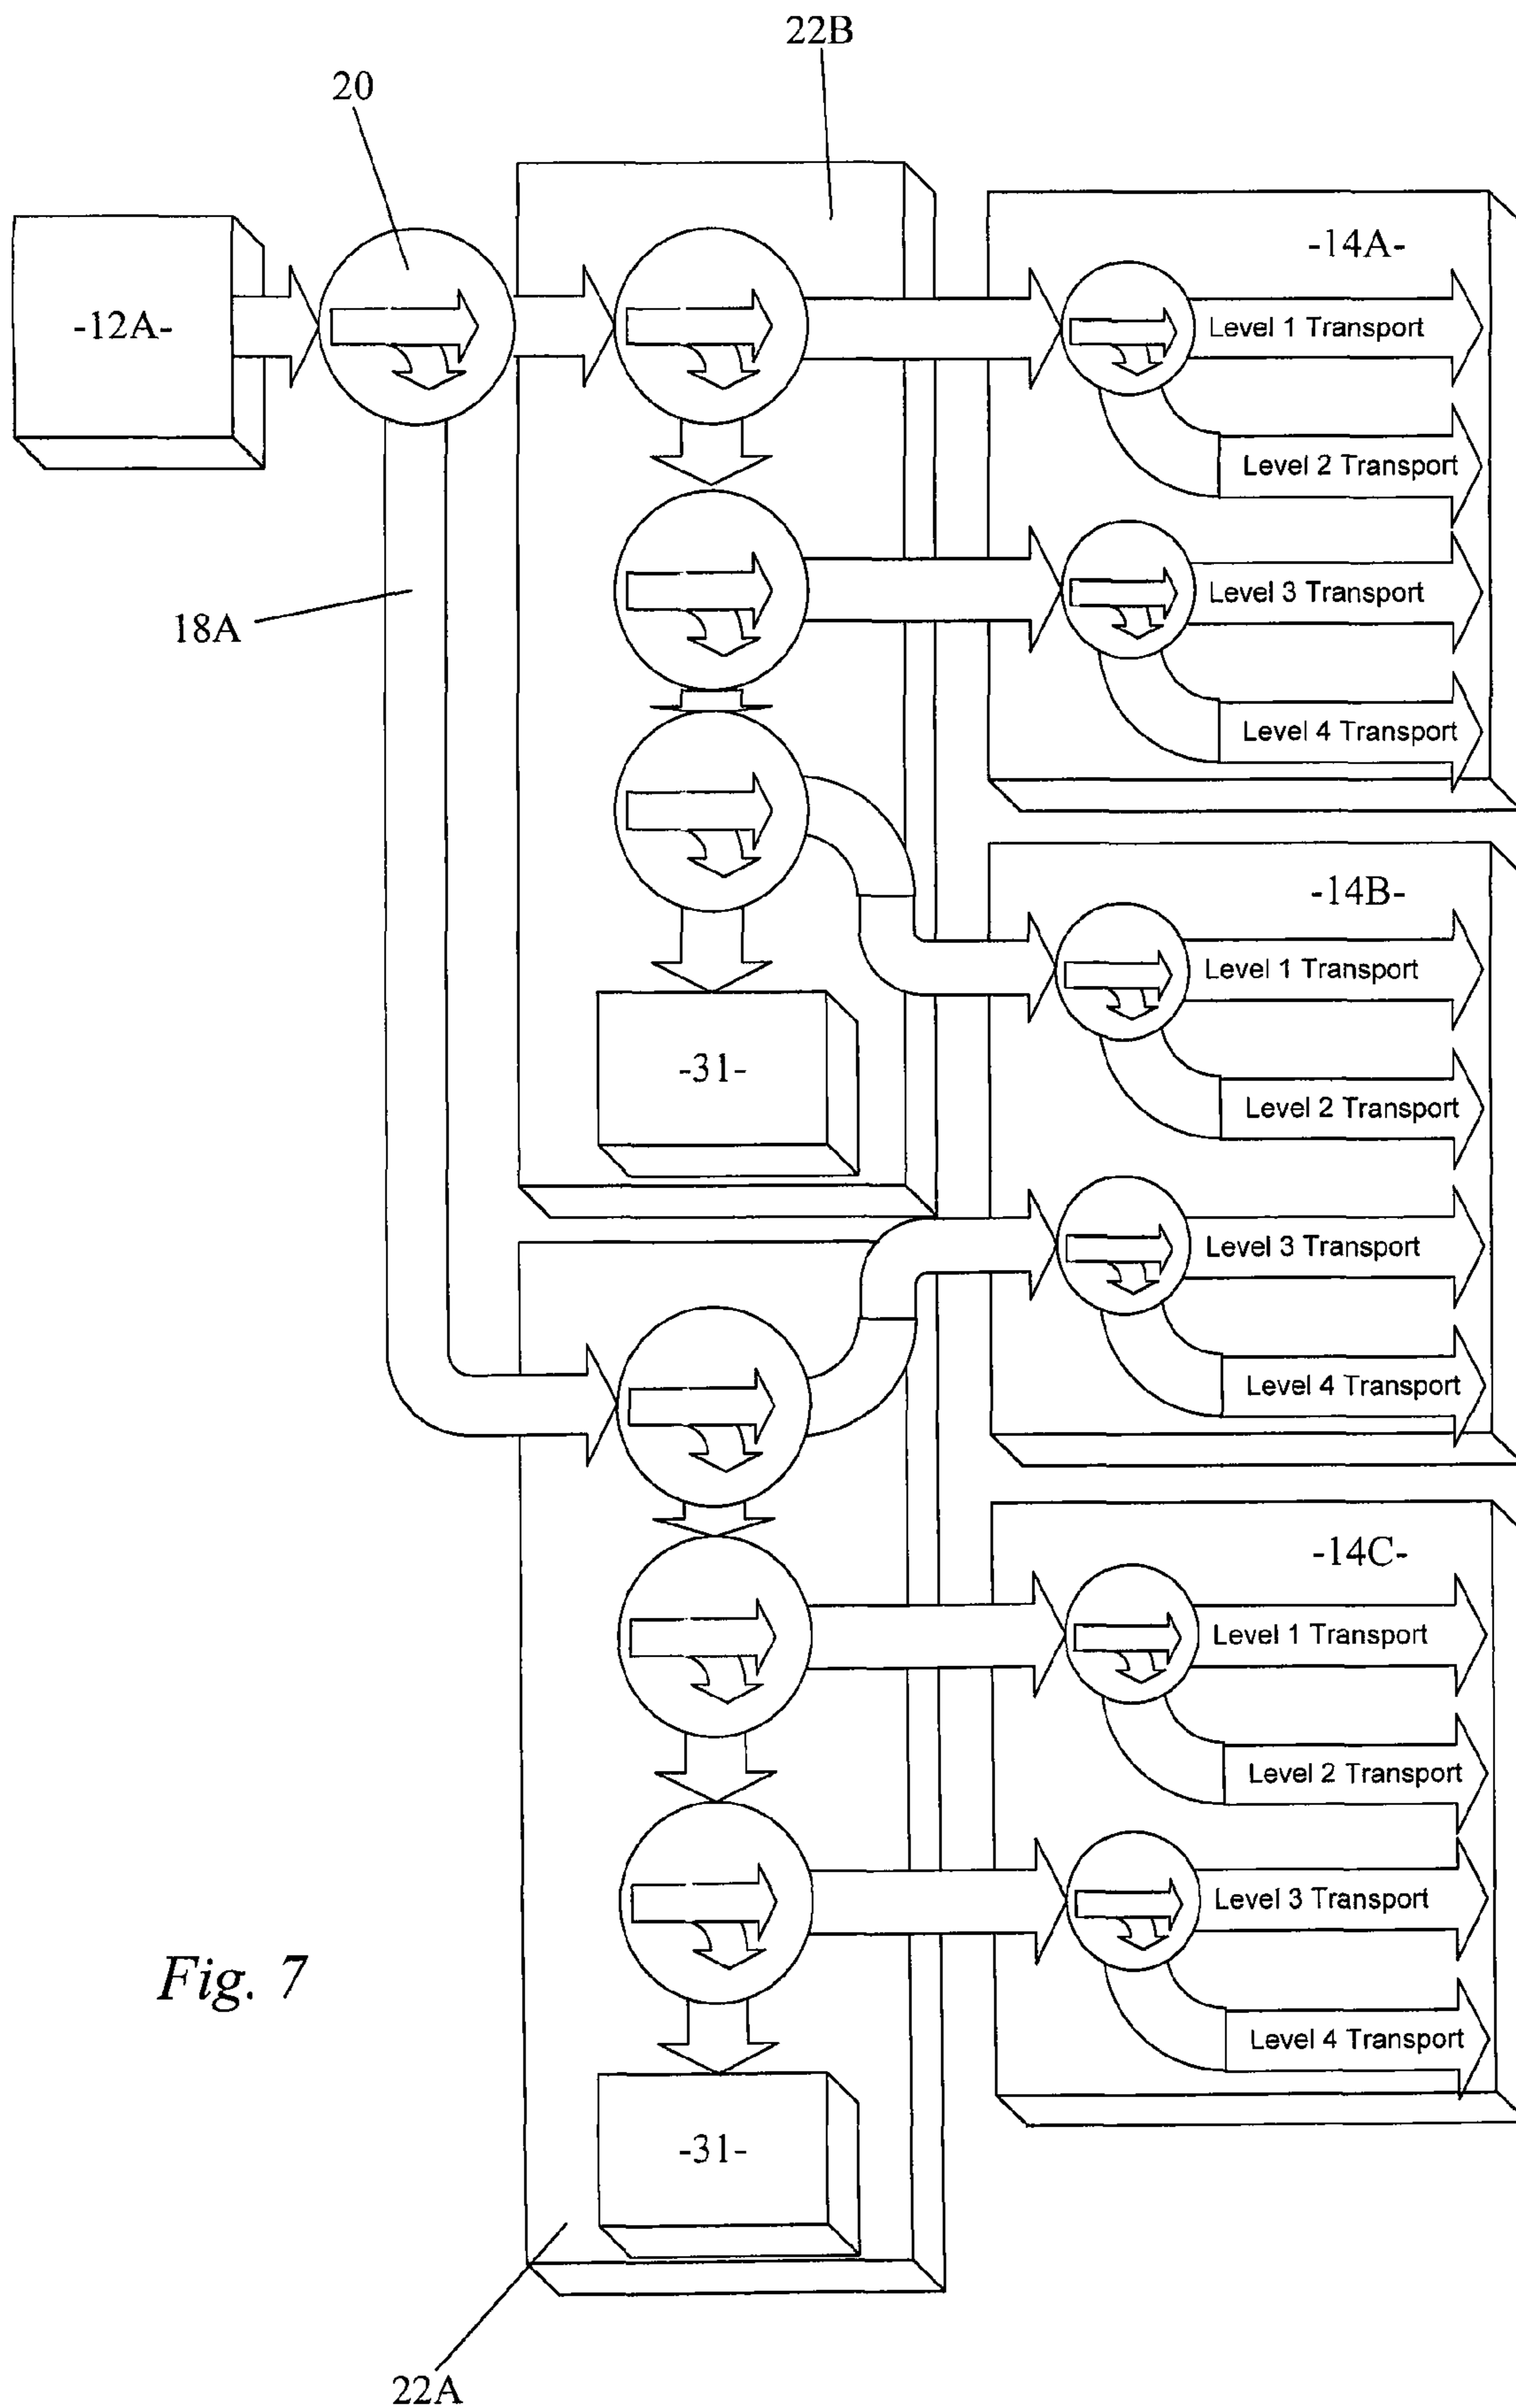 22B
20
-14A-
-12A-
Level 1 Transport
Level 2 Transport
Level 3 Transport
18A
Level 4 Transport
-14B-
Level 1 Transport
-31-
Level 2 Transport
Level 3 Transport
Level 4 Transport
-14C-
Level 1 Transport
Level 2 Transport
Level 3 Transport
Fig. 7
Level 4 Transport
-31-
22A